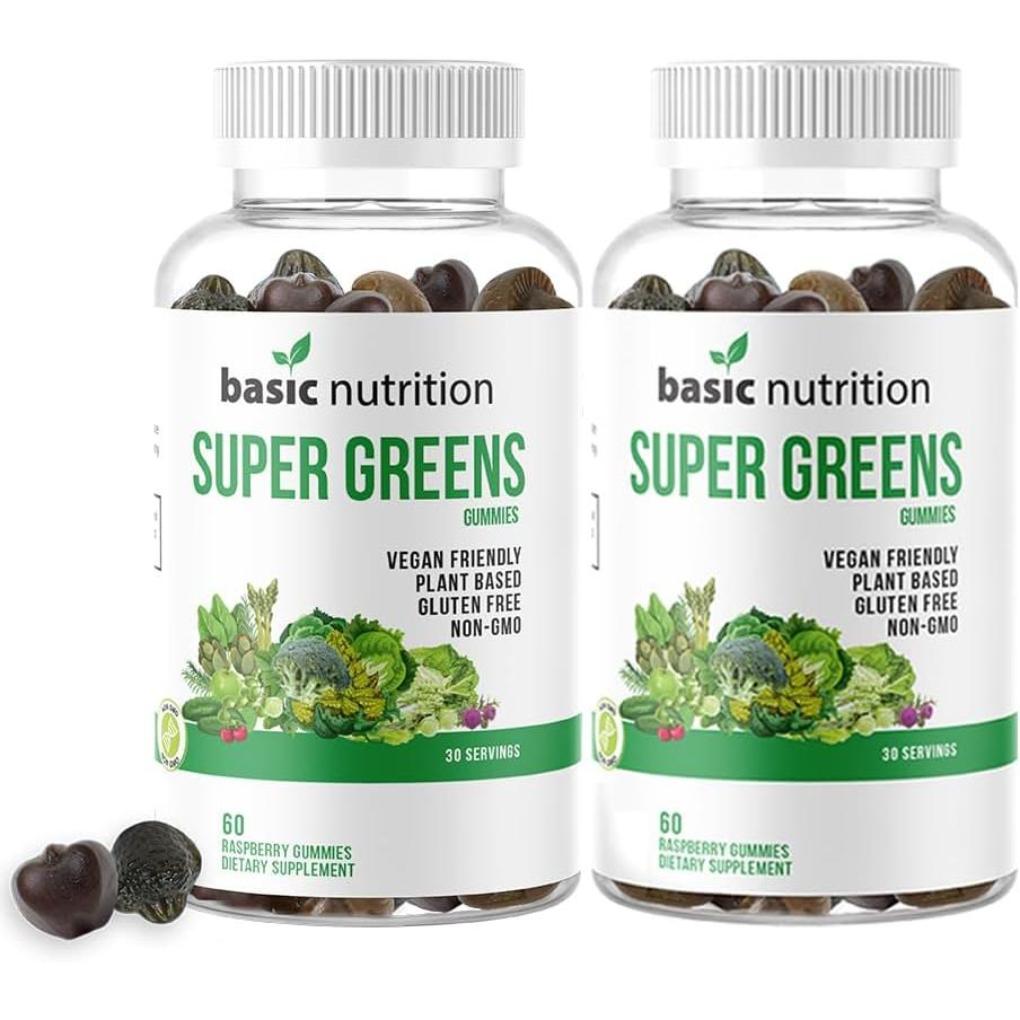 basic nutrition
SUPER GREENS
GUMMIES
VEGAN FRIENDLY
PLANT BASED
GLUTEN FREE
NON-GMO
30 SERVINGS
60
RASPBERRY GUMMIES
DIETARY SUPPLEMENT
basic nutrition
SUPER GREENS
GUMMIES
VEGAN FRIENDLY
PLANT BASED
GLUTEN FREE
NON-GMO
30 SERVINGS
60
RASPBERRY GUMMIES
DIETARY SUPPLEMENT